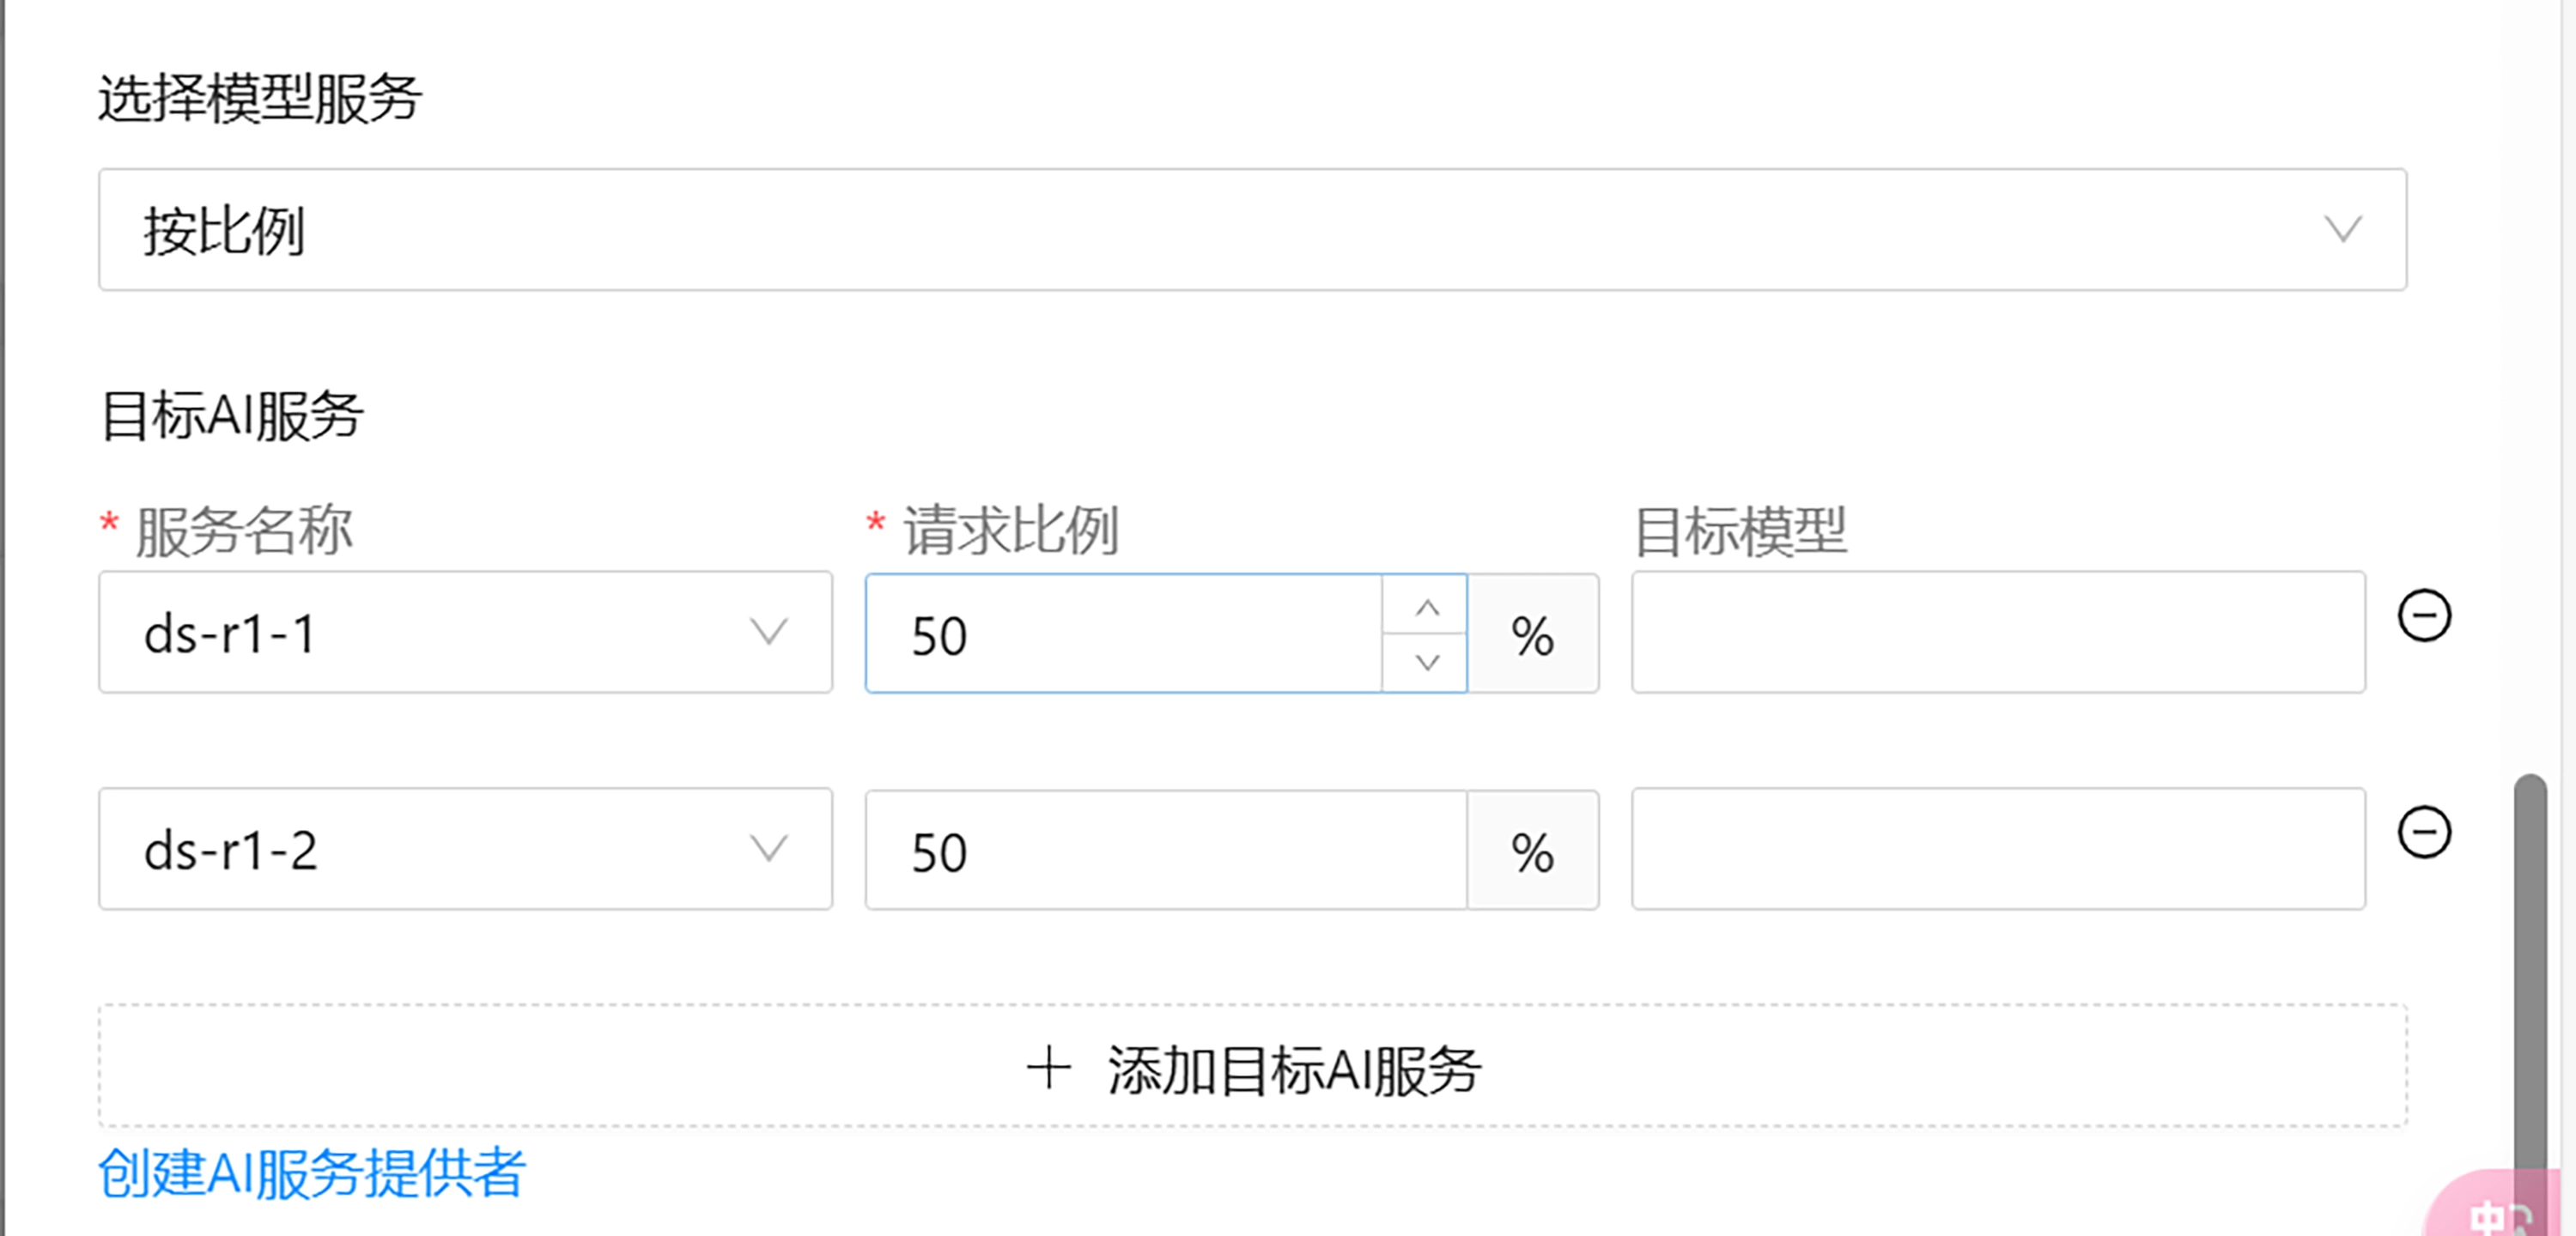 选择模型服务
按比例
目标AI服务
* 服务名称 * 请求比例 目标模型
ds-r1-1 50 %
ds-r1-2 50 %
+ 添加目标AI服务
创建AI服务提供者
中